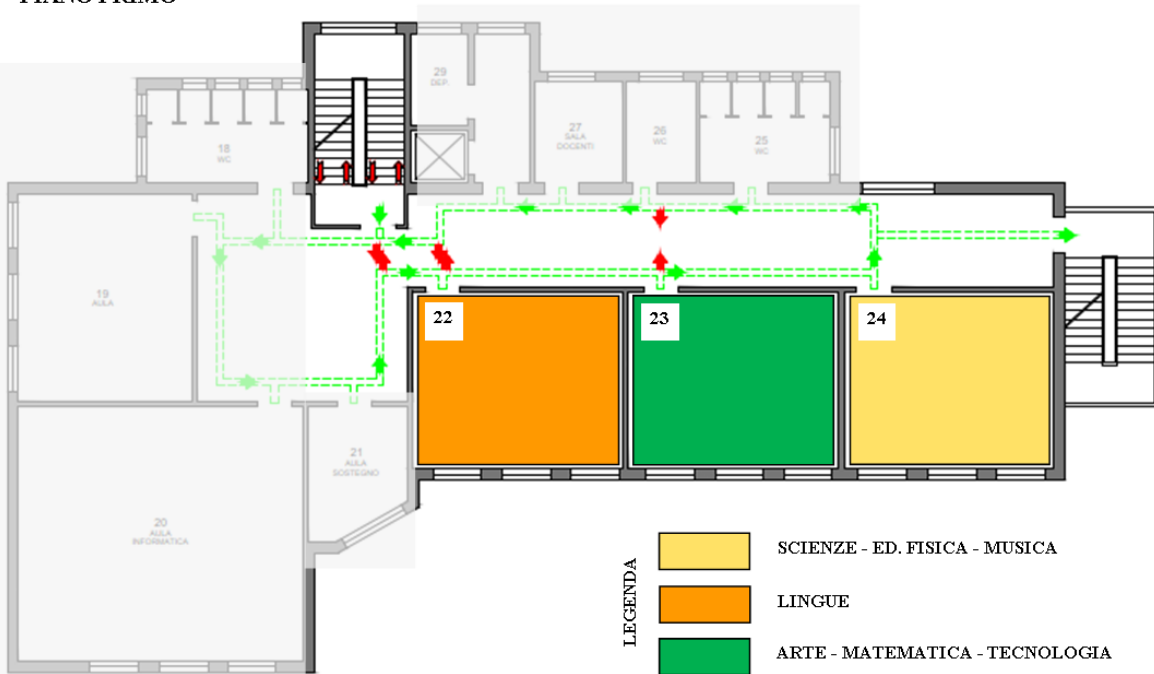 PIANO PRIMO
29
DEP.
27
SALA
DOCENTI
26
WC
25
WC
18
WC
19
AULA
22
23
24
21
AULA
SOSTEGNO
20
AULA
INFORMATICA
LEGENDA
SCIENZE - ED. FISICA - MUSICA
LINGUE
ARTE - MATEMATICA - TECNOLOGIA